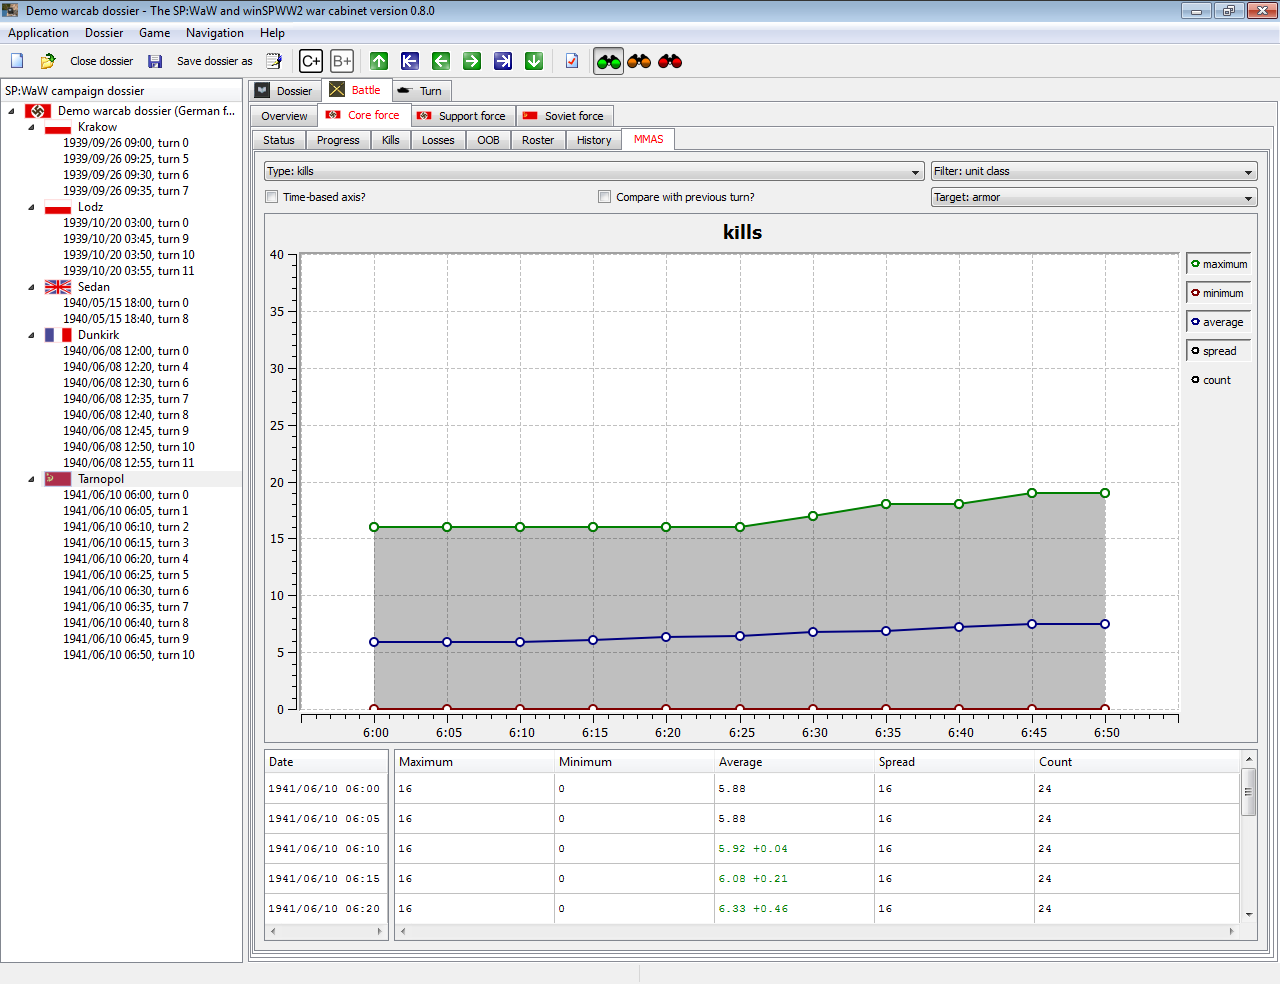 Demo warcab dossier - The SP:WaW and winSPWW2 war cabinet version 0.8.0
Application Dossier Game Navigation Help
Close dossier Save dossier as C+ B+
SP:WaW campaign dossier
Demo warcab dossier (German f...
Krakow
1939/09/26 09:00, turn 0
1939/09/26 09:25, turn 5
1939/09/26 09:30, turn 6
1939/09/26 09:35, turn 7
Lodz
1939/10/20 03:00, turn 0
1939/10/20 03:45, turn 9
1939/10/20 03:50, turn 10
1939/10/20 03:55, turn 11
Sedan
1940/05/15 18:00, turn 0
1940/05/15 18:40, turn 8
Dunkirk
1940/06/08 12:00, turn 0
1940/06/08 12:20, turn 4
1940/06/08 12:30, turn 6
1940/06/08 12:35, turn 7
1940/06/08 12:40, turn 8
1940/06/08 12:45, turn 9
1940/06/08 12:50, turn 10
1940/06/08 12:55, turn 11
Tarnopol
1941/06/10 06:00, turn 0
1941/06/10 06:05, turn 1
1941/06/10 06:10, turn 2
1941/06/10 06:15, turn 3
1941/06/10 06:20, turn 4
1941/06/10 06:25, turn 5
1941/06/10 06:30, turn 6
1941/06/10 06:35, turn 7
1941/06/10 06:40, turn 8
1941/06/10 06:45, turn 9
1941/06/10 06:50, turn 10
Dossier Battle Turn
Overview Core force Support force Soviet force
Status Progress Kills Losses OOB Roster History MMAS
Type: kills Filter: unit class
Time-based axis? Compare with previous turn? Target: armor
kills
40
35
30
25
20
15
10
5
0
6:00 6:05 6:10 6:15 6:20 6:25 6:30 6:35 6:40 6:45 6:50
maximum
minimum
average
spread
count
Date Maximum Minimum Average Spread Count
1941/06/10 06:00 16 0 5.88 16 24
1941/06/10 06:05 16 0 5.88 16 24
1941/06/10 06:10 16 0 5.92 +0.04 16 24
1941/06/10 06:15 16 0 6.08 +0.21 16 24
1941/06/10 06:20 16 0 6.33 +0.46 16 24